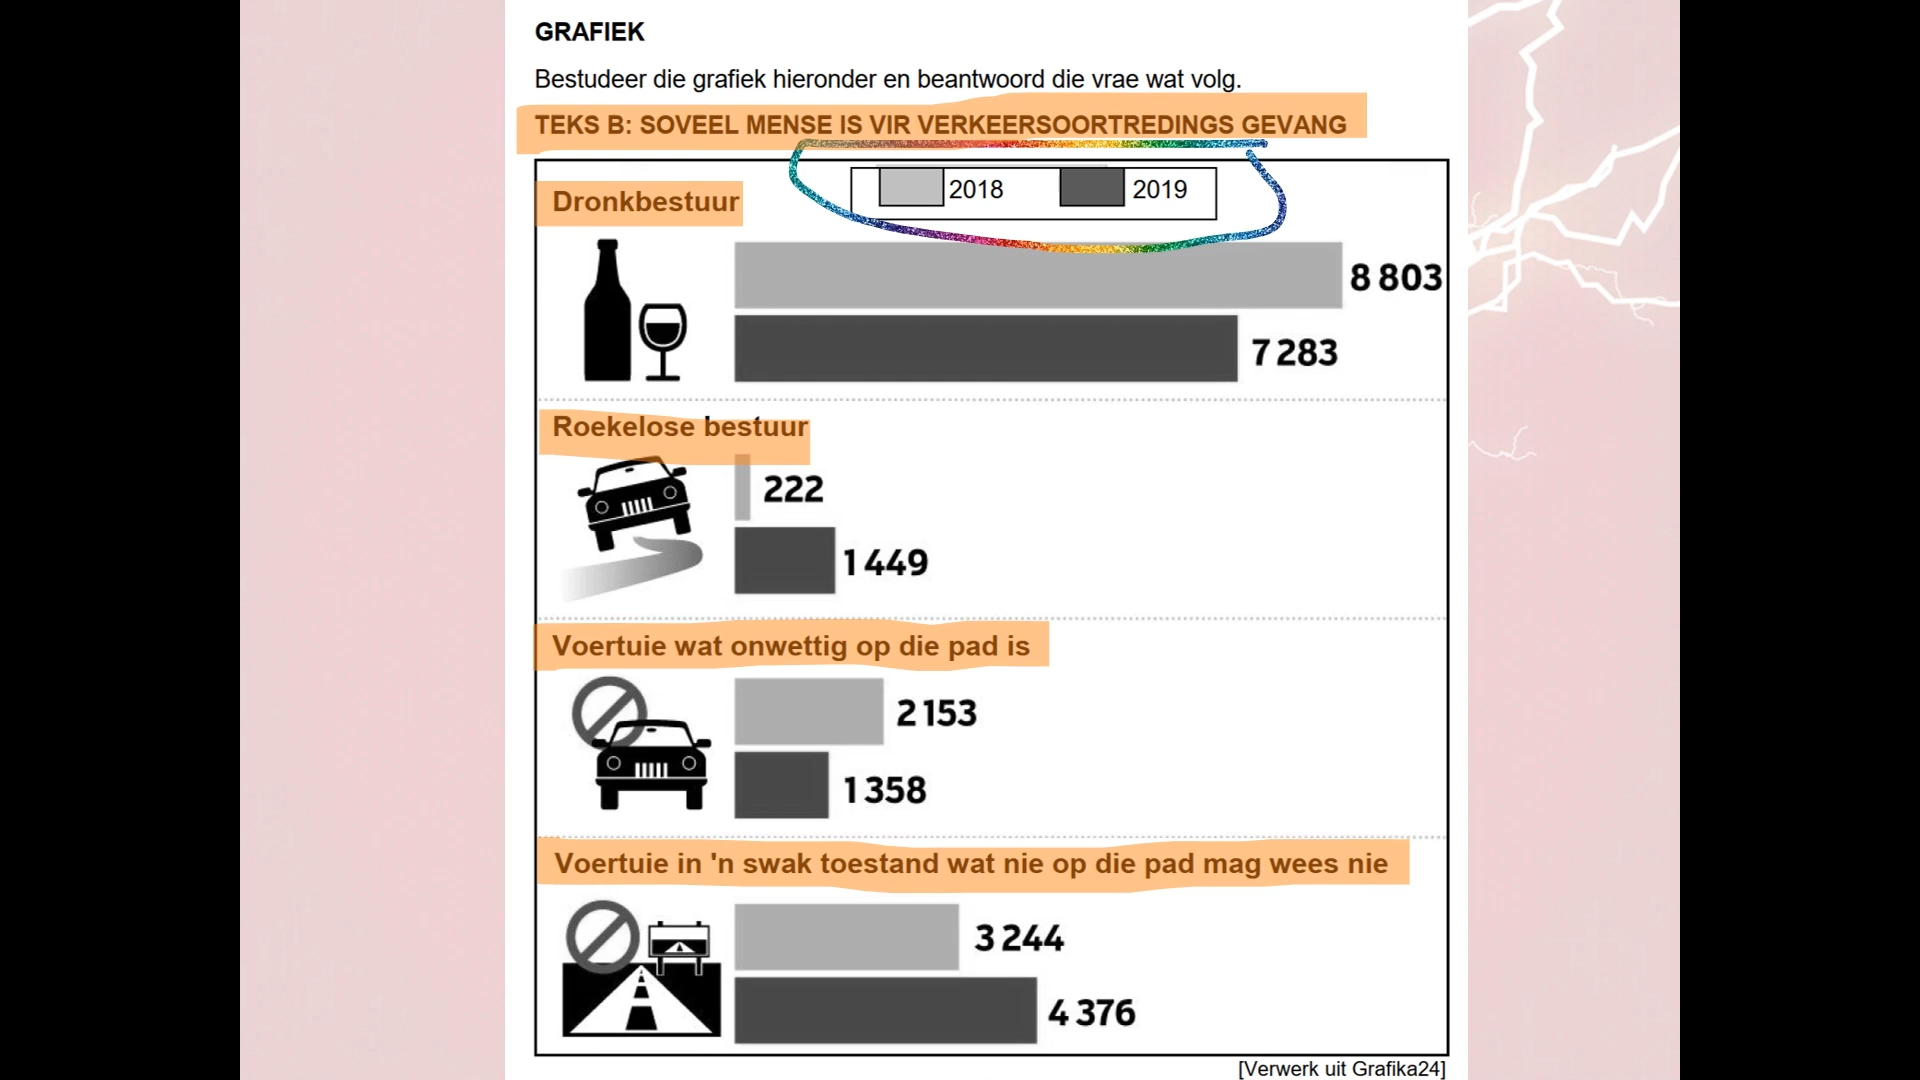 GRAFIEK
Bestudeer die grafiek hieronder en beantwoord die vrae wat volg.
TEKS B: SOVEEL MENSE IS VIR VERKEERSOORTREDINGS GEVANG
2018 2019
Dronkbestuur
8 803
7 283
Roekelose bestuur
222
1 449
Voertuie wat onwettig op die pad is
2 153
1 358
Voertuie in 'n swak toestand wat nie op die pad mag wees nie
3 244
4 376
[Verwerk uit Grafika24]